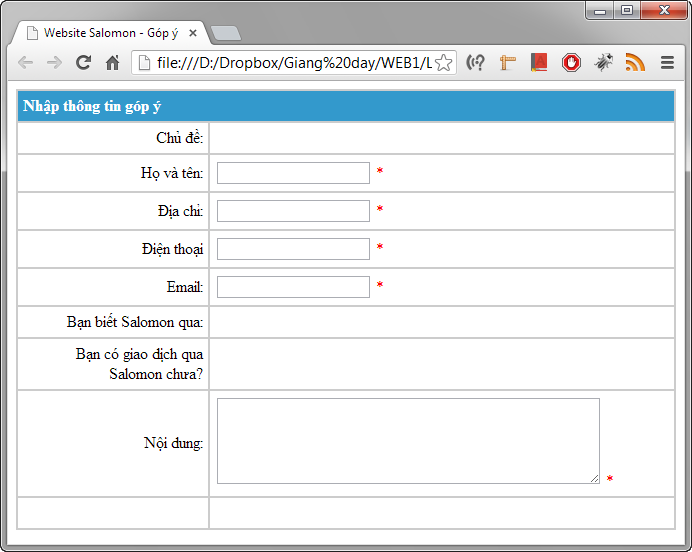 Website Salomon - Góp ý
file:///D:/Dropbox/Giang%20day/WEB1/L
Nhập thông tin góp ý
Chủ đề:
Họ và tên: *
Địa chỉ: *
Điện thoại *
Email: *
Bạn biết Salomon qua:
Bạn có giao dịch qua
Salomon chưa?
Nội dung: *